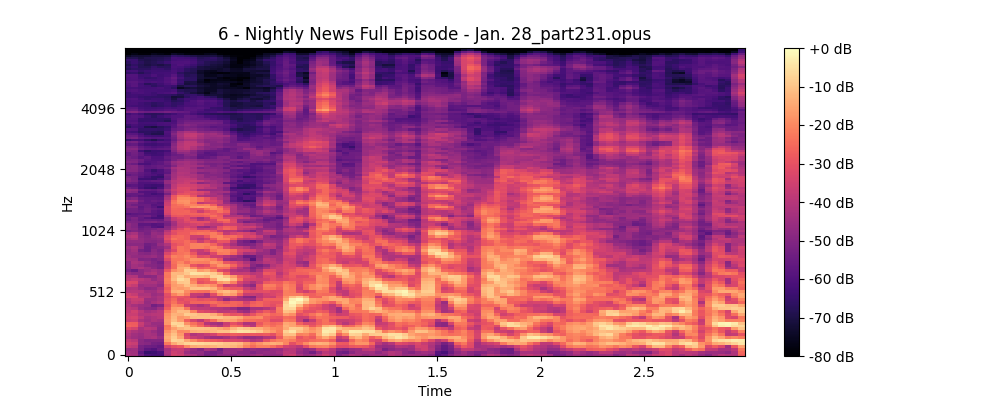 6 - Nightly News Full Episode - Jan. 28_part231.opus
Hz
4096
2048
1024
512
0
0
0.5
1
1.5
2
2.5
Time
+0 dB
-10 dB
-20 dB
-30 dB
-40 dB
-50 dB
-60 dB
-70 dB
-80 dB